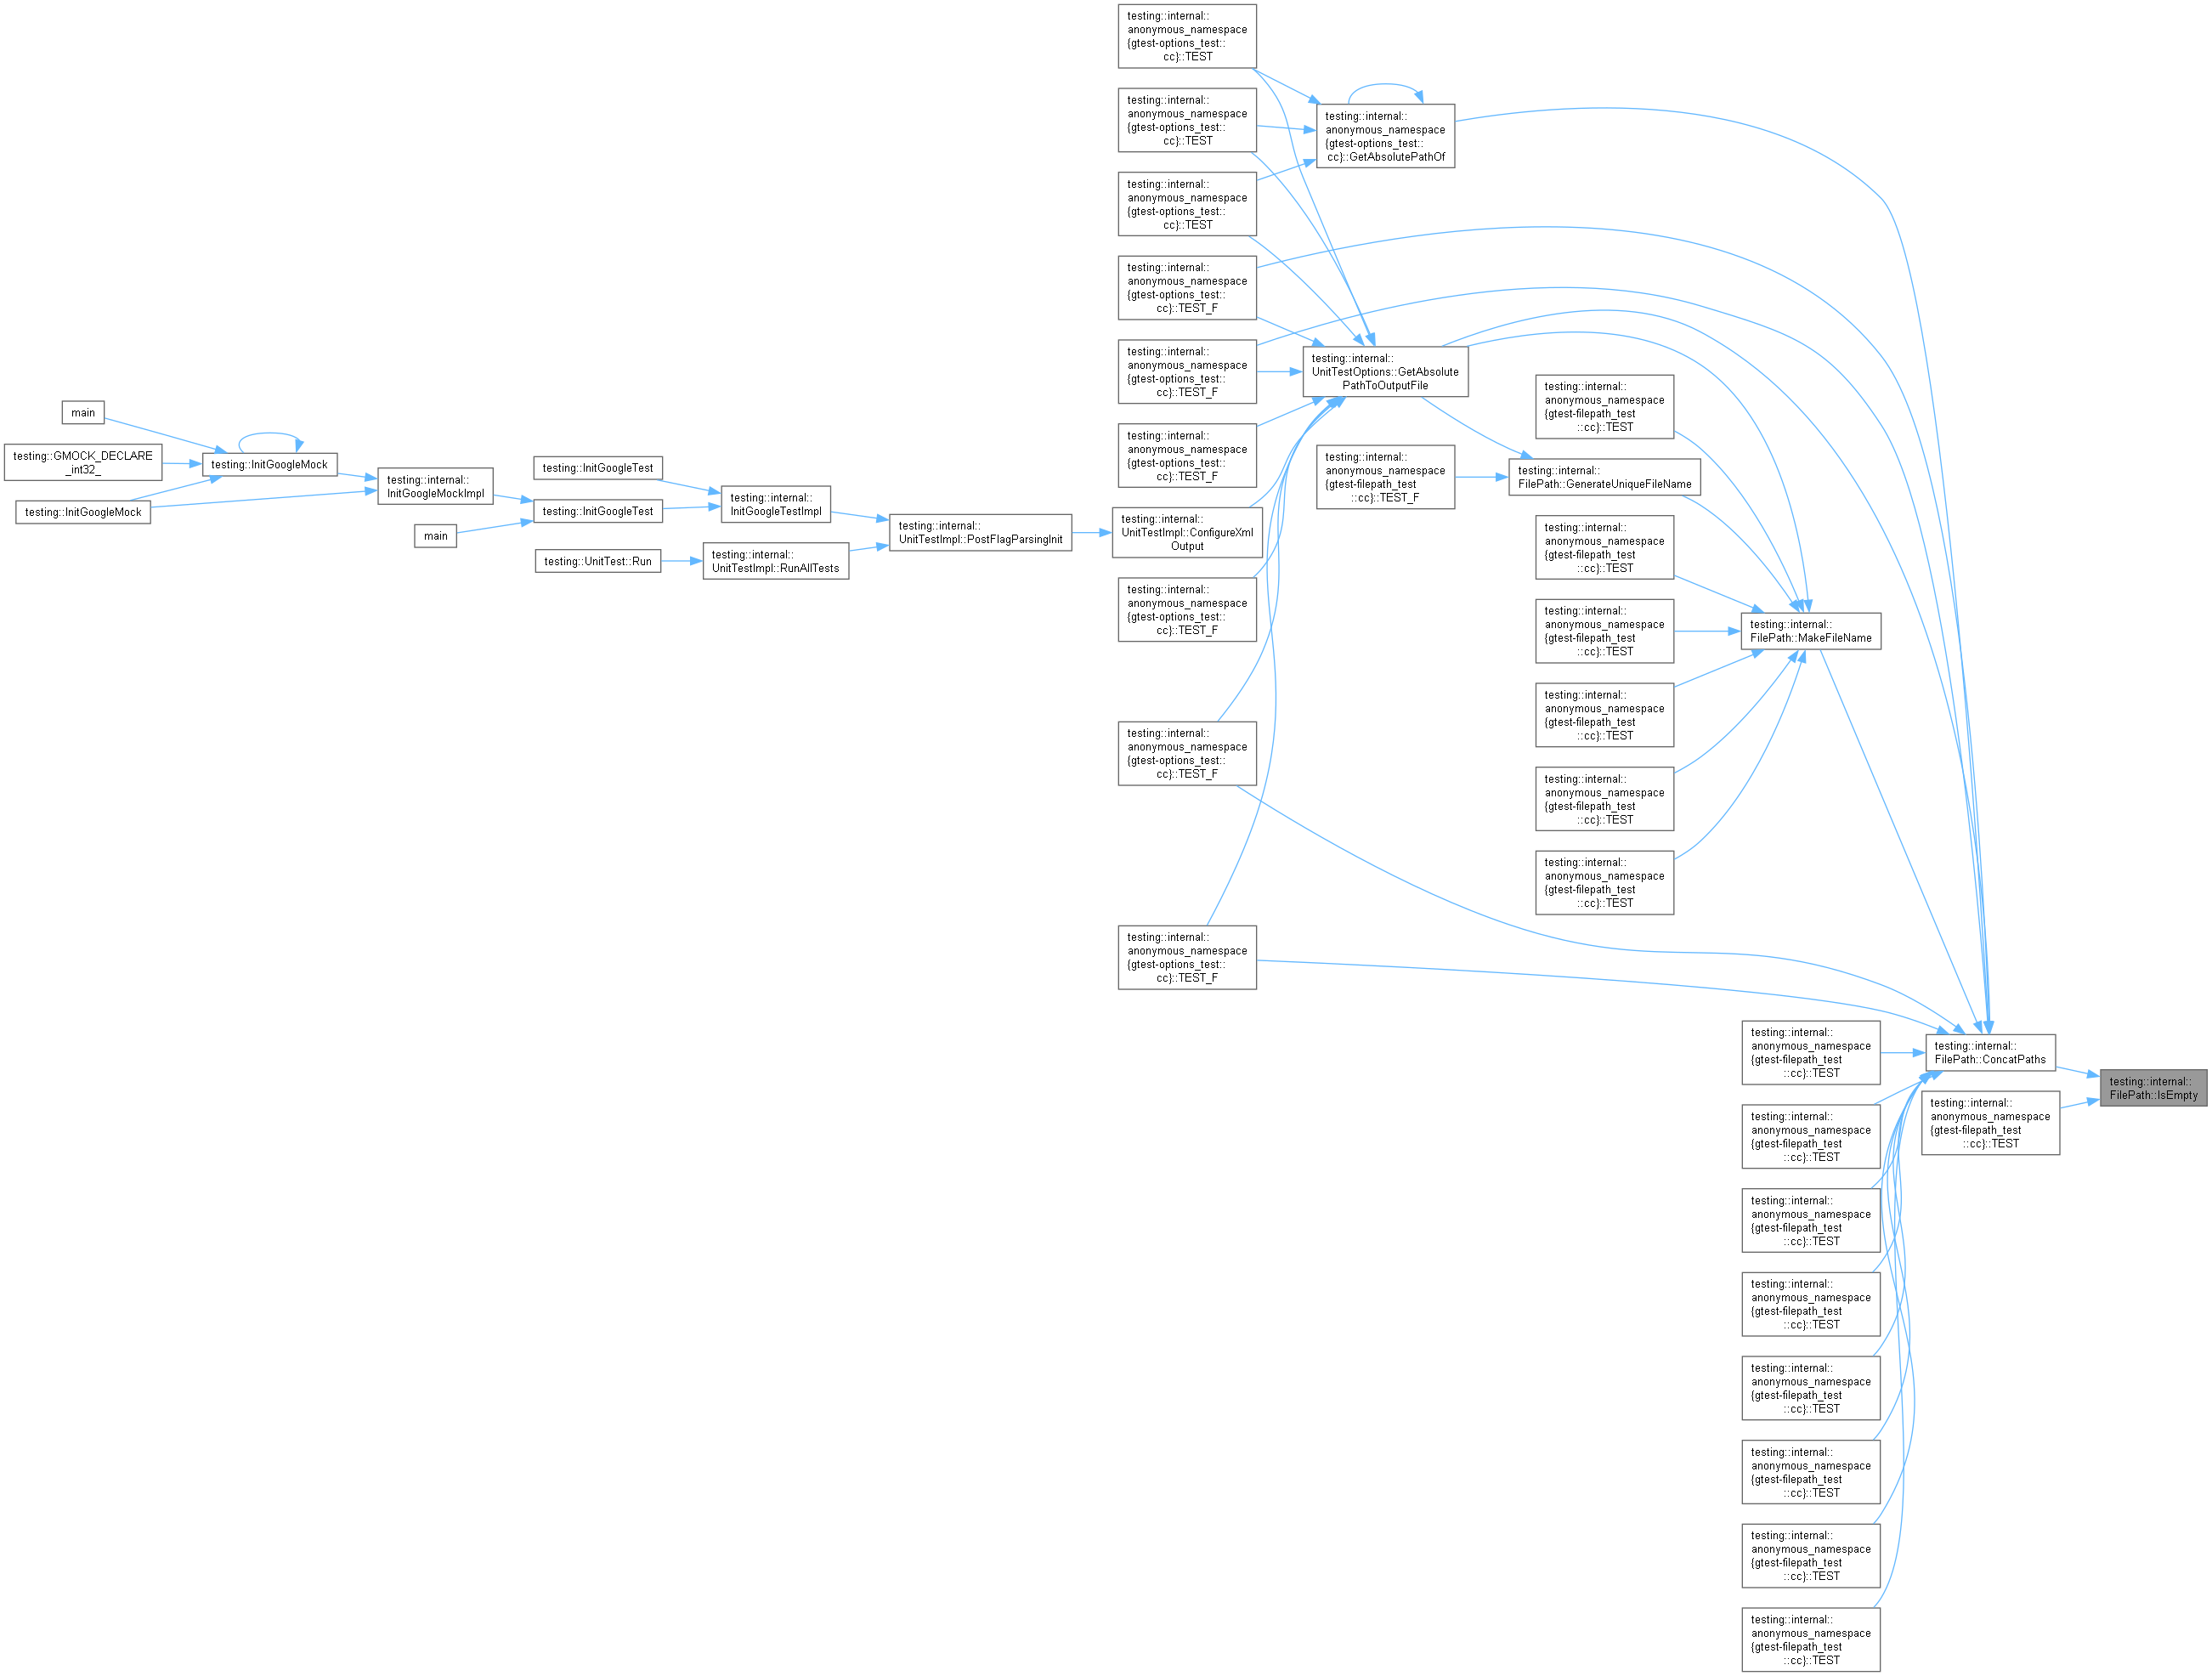 testing::internal::
anonymous_namespace
{gtest-options_test::
cc}::TEST
testing::internal::
anonymous_namespace
{gtest-options_test::
cc}::TEST
testing::internal::
anonymous_namespace
{gtest-options_test::
cc}::GetAbsolutePathOf
testing::internal::
anonymous_namespace
{gtest-options_test::
cc}::TEST
testing::internal::
anonymous_namespace
{gtest-options_test::
cc}::TEST_F
testing::internal::
anonymous_namespace
{gtest-options_test::
cc}::TEST_F
testing::internal::
UnitTestOptions::GetAbsolute
PathToOutputFile
testing::internal::
anonymous_namespace
{gtest-filepath_test
::cc}::TEST
main
testing::GMOCK_DECLARE
_int32_
testing::InitGoogleMock
testing::InitGoogleMock
testing::internal::
InitGoogleMockImpl
testing::InitGoogleTest
testing::InitGoogleTest
main
testing::UnitTest::Run
testing::internal::
InitGoogleTestImpl
testing::internal::
UnitTestImpl::RunAllTests
testing::internal::
UnitTestImpl::PostFlagParsingInit
testing::internal::
anonymous_namespace
{gtest-options_test::
cc}::TEST_F
testing::internal::
UnitTestImpl::ConfigureXml
Output
testing::internal::
anonymous_namespace
{gtest-filepath_test
::cc}::TEST_F
testing::internal::
FilePath::GenerateUniqueFileName
testing::internal::
anonymous_namespace
{gtest-filepath_test
::cc}::TEST
testing::internal::
anonymous_namespace
{gtest-options_test::
cc}::TEST_F
testing::internal::
anonymous_namespace
{gtest-filepath_test
::cc}::TEST
testing::internal::
FilePath::MakeFileName
testing::internal::
anonymous_namespace
{gtest-filepath_test
::cc}::TEST
testing::internal::
anonymous_namespace
{gtest-options_test::
cc}::TEST_F
testing::internal::
anonymous_namespace
{gtest-filepath_test
::cc}::TEST
testing::internal::
anonymous_namespace
{gtest-filepath_test
::cc}::TEST
testing::internal::
anonymous_namespace
{gtest-options_test::
cc}::TEST_F
testing::internal::
anonymous_namespace
{gtest-filepath_test
::cc}::TEST
testing::internal::
FilePath::ConcatPaths
testing::internal::
FilePath::IsEmpty
testing::internal::
anonymous_namespace
{gtest-filepath_test
::cc}::TEST
testing::internal::
anonymous_namespace
{gtest-filepath_test
::cc}::TEST
testing::internal::
anonymous_namespace
{gtest-filepath_test
::cc}::TEST
testing::internal::
anonymous_namespace
{gtest-filepath_test
::cc}::TEST
testing::internal::
anonymous_namespace
{gtest-filepath_test
::cc}::TEST
testing::internal::
anonymous_namespace
{gtest-filepath_test
::cc}::TEST
testing::internal::
anonymous_namespace
{gtest-filepath_test
::cc}::TEST
testing::internal::
anonymous_namespace
{gtest-filepath_test
::cc}::TEST